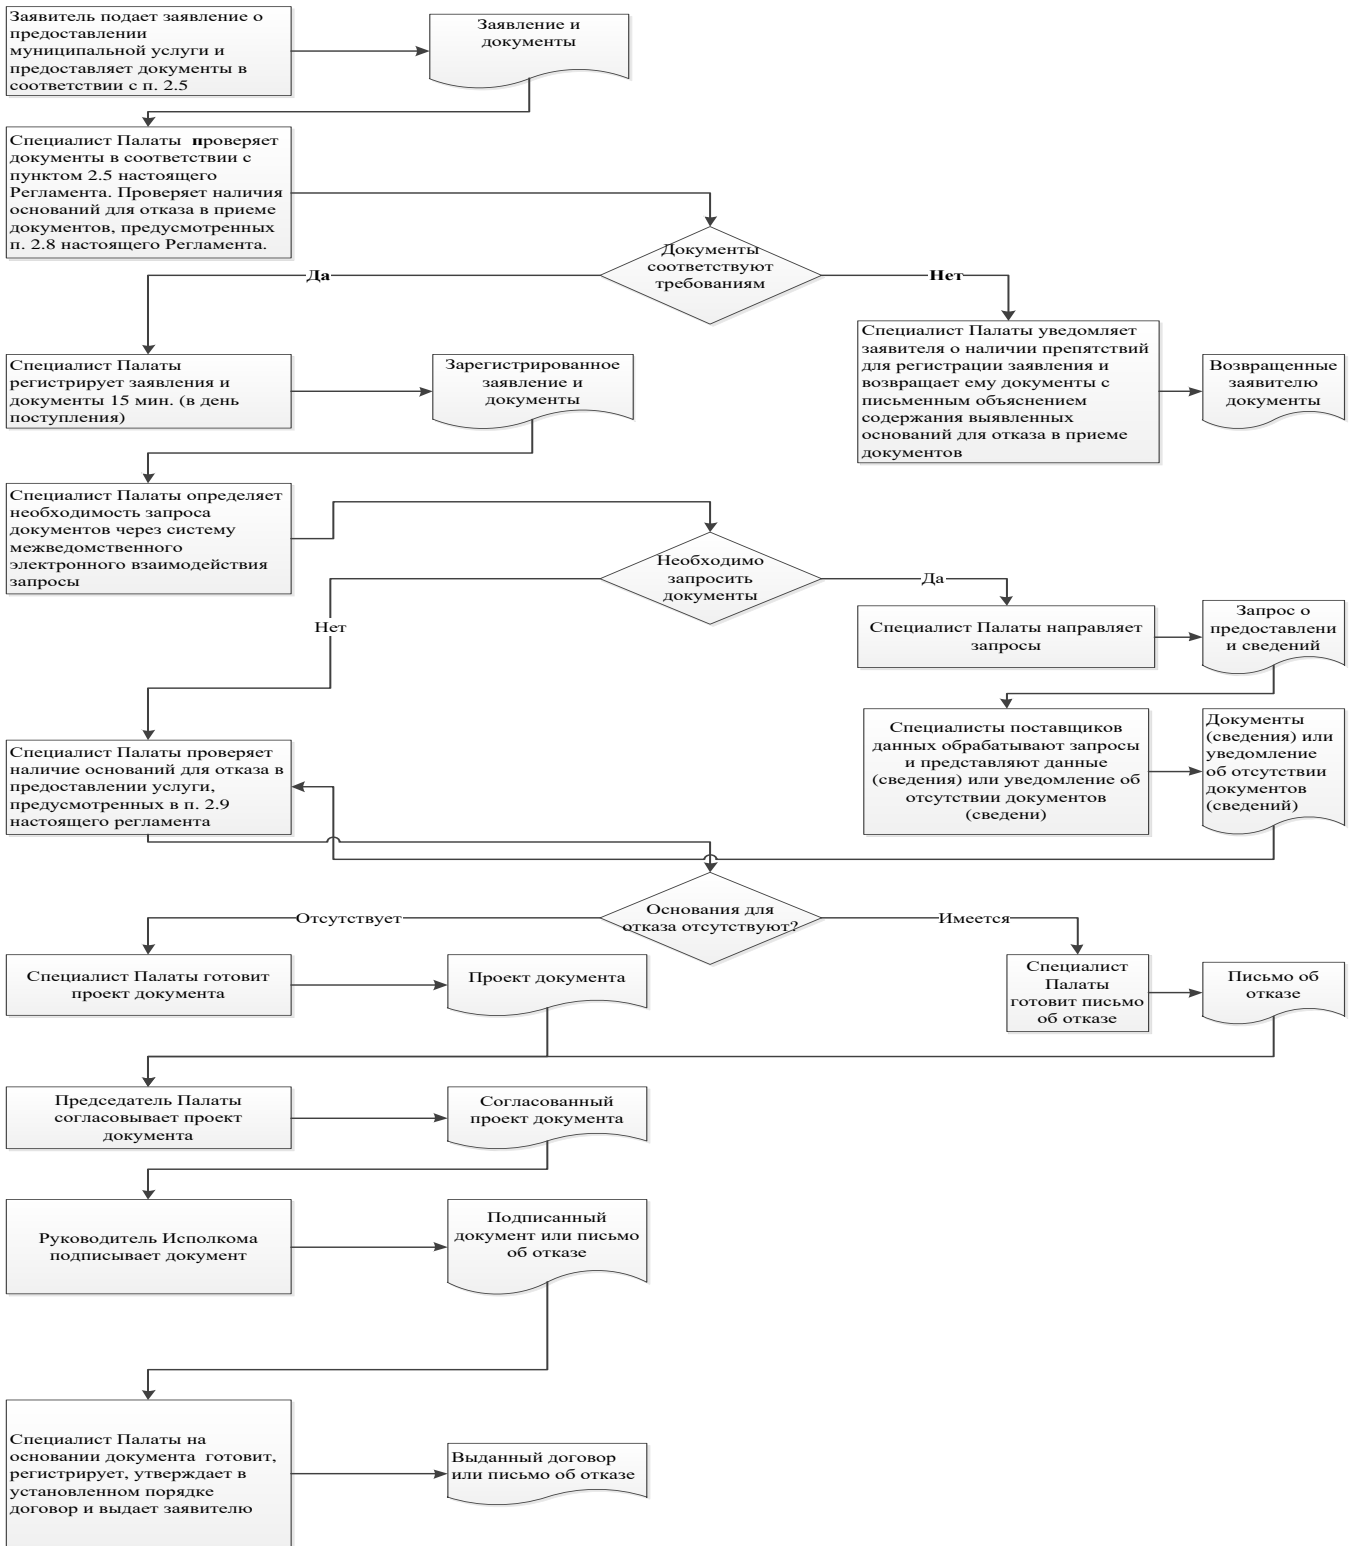 Заявитель подает заявление о
предоставлении
муниципальной услуги и
предоставляет документы в
соответствии с п. 2.5
Заявление и
документы
Специалист Палаты  проверяет
документы в соответствии с
пунктом 2.5 настоящего
Регламента. Проверяет наличия
оснований для отказа в приеме
документов, предусмотренных
п. 2.8 настоящего Регламента.
Документы
соответствуют
требованиям
Да
Нет
Специалист Палаты
регистрирует заявления и
документы 15 мин. (в день
поступления)
Зарегистрированное
заявление и
документы
Специалист Палаты уведомляет
заявителя о наличии препятствий
для регистрации заявления и
возвращает ему документы с
письменным объяснением
содержания выявленных
оснований для отказа в приеме
документов
Возвращенные
заявителю
документы
Специалист Палаты определяет
необходимость запроса
документов через систему
межведомственного
электронного взаимодействия
запросы
Необходимо
запросить
документы
Да
Нет
Специалист Палаты направляет
запросы
Запрос о
предоставлени
и сведений
Специалист Палаты проверяет
наличие оснований для отказа в
предоставлении услуги,
предусмотренных в п. 2.9
настоящего регламента
Специалисты поставщиков
данных обрабатывают запросы
и представляют данные
(сведения) или уведомление об
отсутствии документов
(сведени)
Документы
(сведения) или
уведомление
об отсутствии
документов
(сведений)
Основания для
отказа отсутствуют?
Отсутствует
Имеется
Специалист Палаты готовит
проект документа
Проект документа
Специалист
Палаты
готовит письмо
об отказе
Письмо об
отказе
Председатель Палаты
согласовывает проект
документа
Согласованный
проект документа
Руководитель Исполкома
подписывает документ
Подписанный
документ или письмо
об отказе
Специалист Палаты на
основании документа  готовит,
регистрирует, утверждает в
установленном порядке
договор и выдает заявителю
Выданный договор
или письмо об отказе